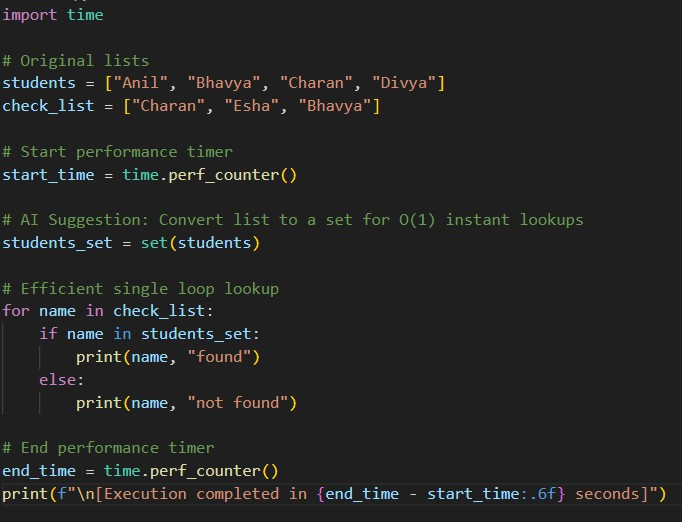 import time
# Original lists
students = ["Anil", "Bhavya", "Charan", "Divya"]
check_list = ["Charan", "Esha", "Bhavya"]
# Start performance timer
start_time = time.perf_counter()
# AI Suggestion: Convert list to a set for O(1) instant lookups
students_set = set(students)
# Efficient single loop lookup
for name in check_list:
    if name in students_set:
        print(name, "found")
    else:
        print(name, "not found")
# End performance timer
end_time = time.perf_counter()
print(f"\n[Execution completed in {end_time - start_time:.6f} seconds]")